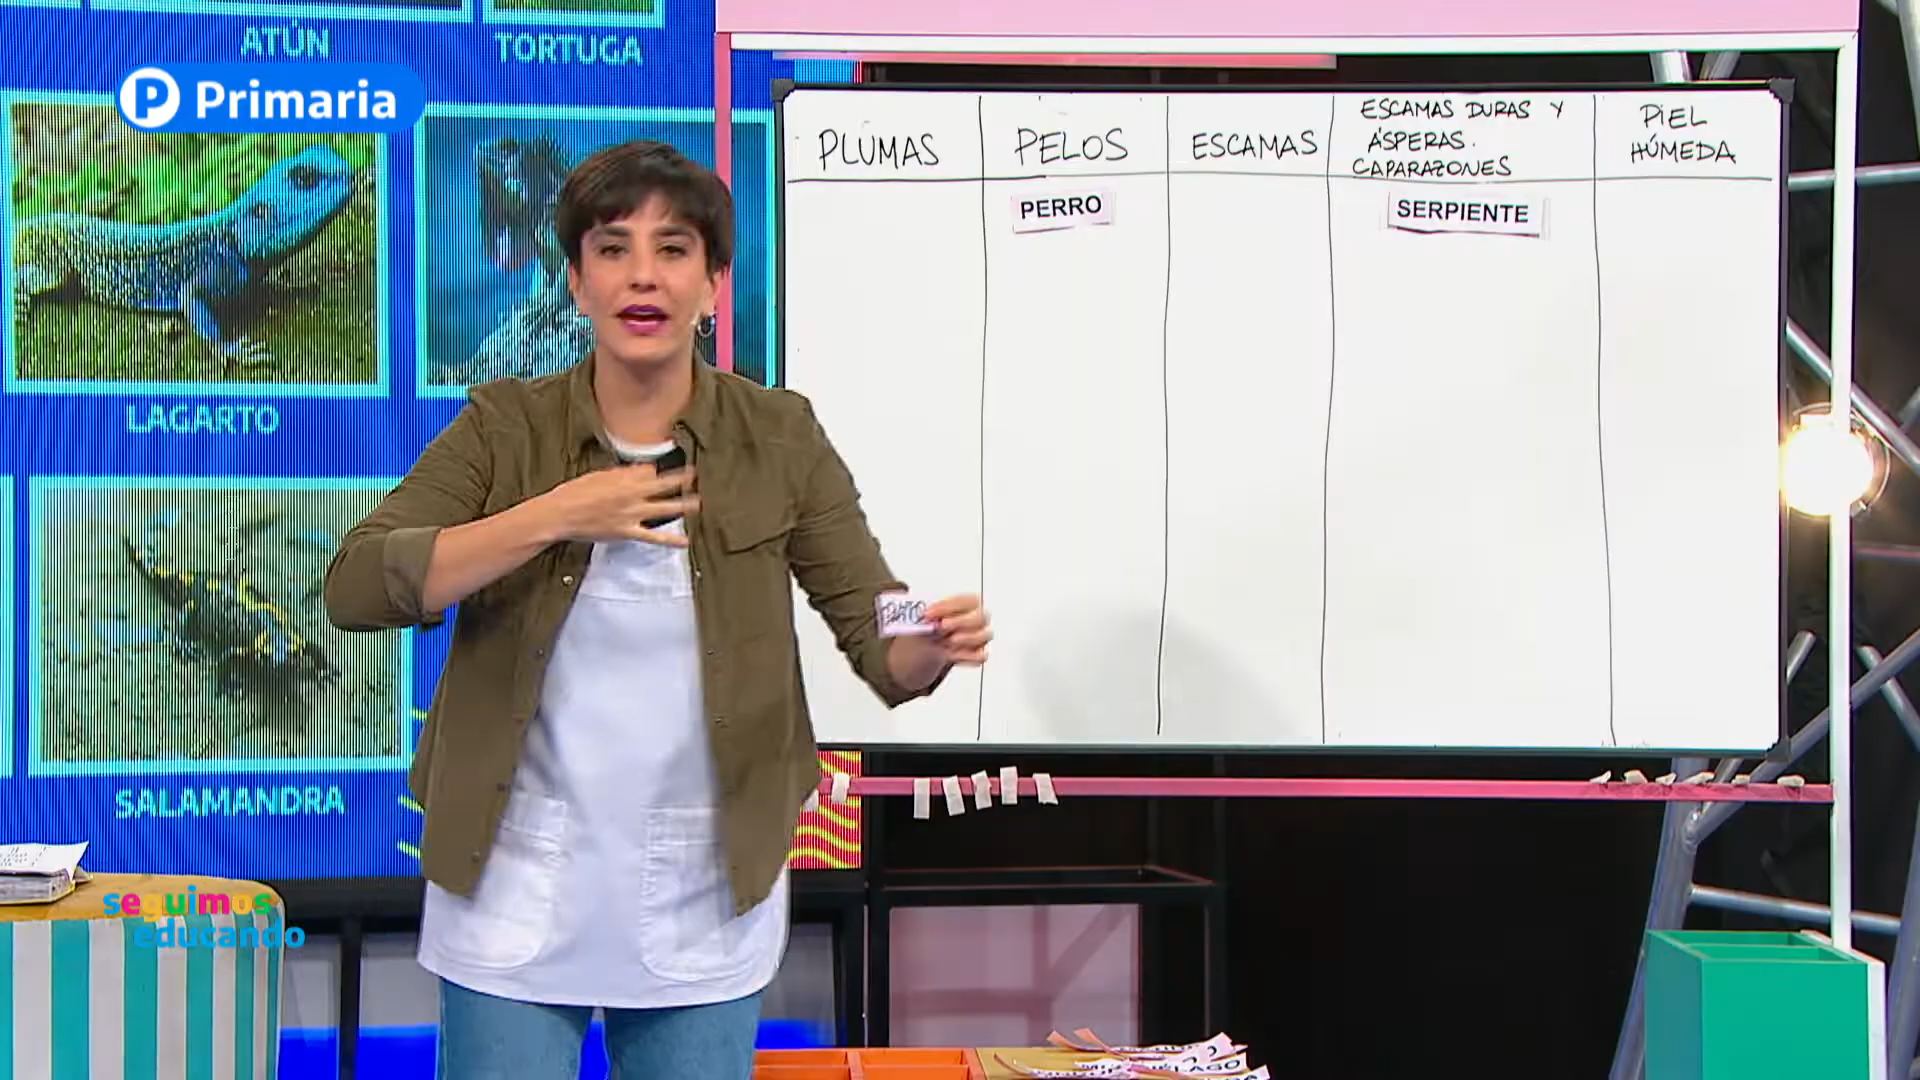 ATÚN
TORTUGA
Primaria
LAGARTO
SALAMANDRA
PLUMAS
PELOS
ESCAMAS
ESCAMAS DURAS Y
ÁSPERAS.
CAPARAZONES
PIEL
HÚMEDA
PERRO
SERPIENTE
seguimos
educando